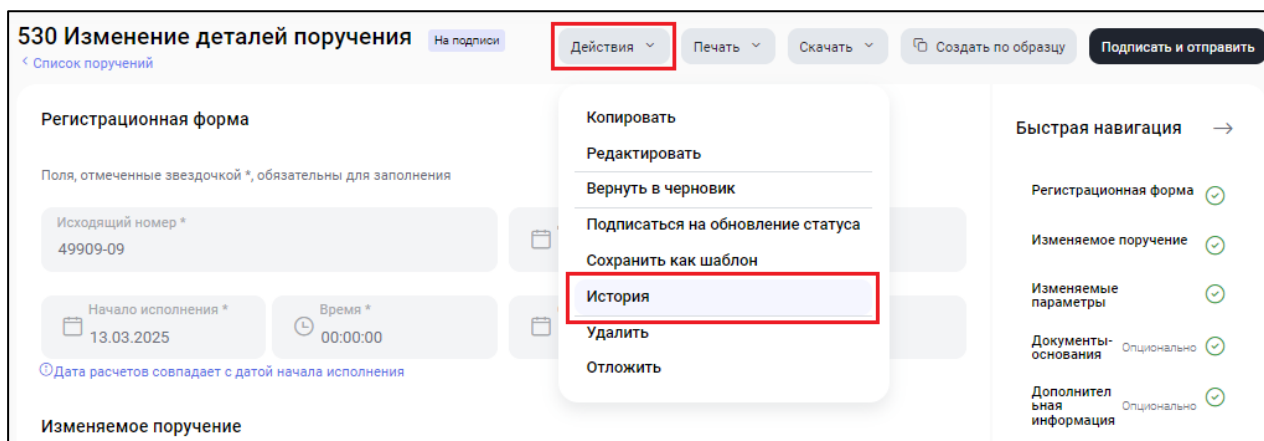 530 Изменение деталей поручения На подписи Действия Печать Скачать Создать по образцу Подписать и отправить
< Список поручений
Регистрационная форма
Поля, отмеченные звездочкой *, обязательны для заполнения
Исходящий номер *
49909-09
Начало исполнения *
13.03.2025
Время *
00:00:00
Дата расчетов совпадает с датой начала исполнения
Изменяемое поручение
Копировать
Редактировать
Вернуть в черновик
Подписаться на обновление статуса
Сохранить как шаблон
История
Удалить
Отложить
Быстрая навигация →
Регистрационная форма
Изменяемое поручение
Изменяемые
параметры
Документы-
основания
Опционально
Дополнител
ьная
информация
Опционально